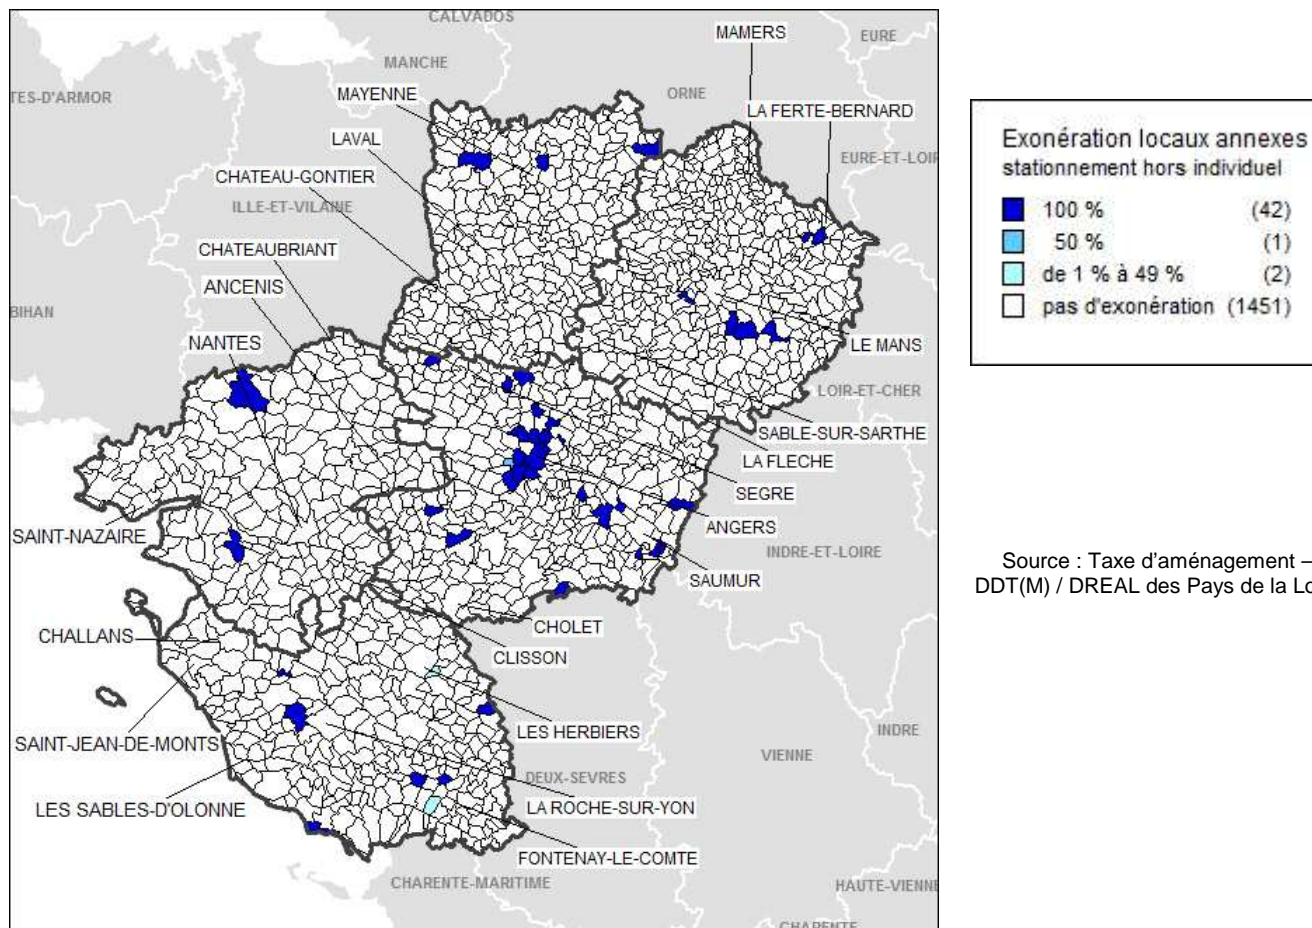 CALVADOS
MAMERS
EURE
MANCHE
TES-D'ARMOR
MAYENNE
ORNE
LA FERTE-BERNARD
LAVAL
EURE-ET-LOIR
CHATEAU-GONTIER
ILLE-ET-VILAINE
CHATEAUBRIANT
ANCENIS
BIHAN
NANTES
LE MANS
LOIR-ET-CHER
SABLE-SUR-SARTHE
LA FLECHE
SEGRE
ANGERS
SAINT-NAZAIRE
INDRE-ET-LOIRE
SAUMUR
CHOLET
CHALLANS
CLISSON
LES HERBIERS
INDRE
SAINT-JEAN-DE-MONTS
VIENNE
DEUX-SEVRES
LES SABLES-D'OLONNE
LA ROCHE-SUR-YON
FONTENAY-LE-COMTE
CHARENTE-MARITIME
HAUTE-VIENNE
CHARENTE
Exonération locaux annexes
stationnement hors individuel
100 % (42)
50 % (1)
de 1 % à 49 % (2)
pas d'exonération (1451)
Source : Taxe d'aménagement –
DDT(M) / DREAL des Pays de la Lo